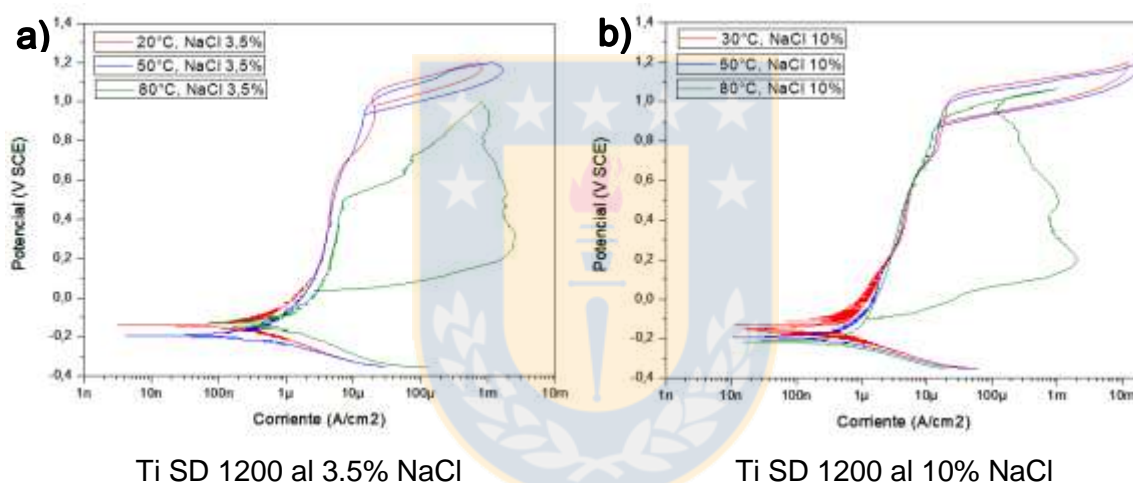 a)
20°C, NaCl 3,5%
50°C, NaCl 3,5%
80°C, NaCl 3,5%
1,4
1,2
1,0
0,8
0,6
0,4
0,2
0,0
-0,2
-0,4
Potencial (V SCE)
1n
10n
100n
1µ
10µ
100µ
1m
10m
Corriente (A/cm2)
Ti SD 1200 al 3.5% NaCl
b)
30°C, NaCl 10%
50°C, NaCl 10%
80°C, NaCl 10%
1,4
1,2
1,0
0,8
0,6
0,4
0,2
0,0
-0,2
-0,4
Potencial (V SCE)
1n
10n
100n
1µ
10µ
100µ
1m
10m
Corriente (A/cm2)
Ti SD 1200 al 10% NaCl